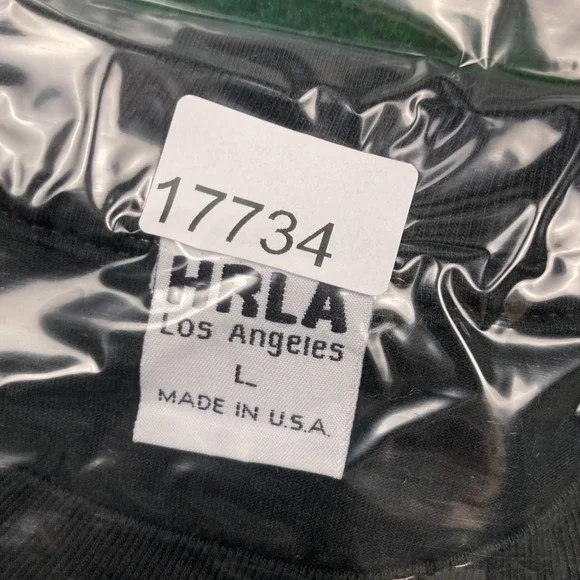 17734
HRLA
Los Angeles
L
MADE IN U.S.A.